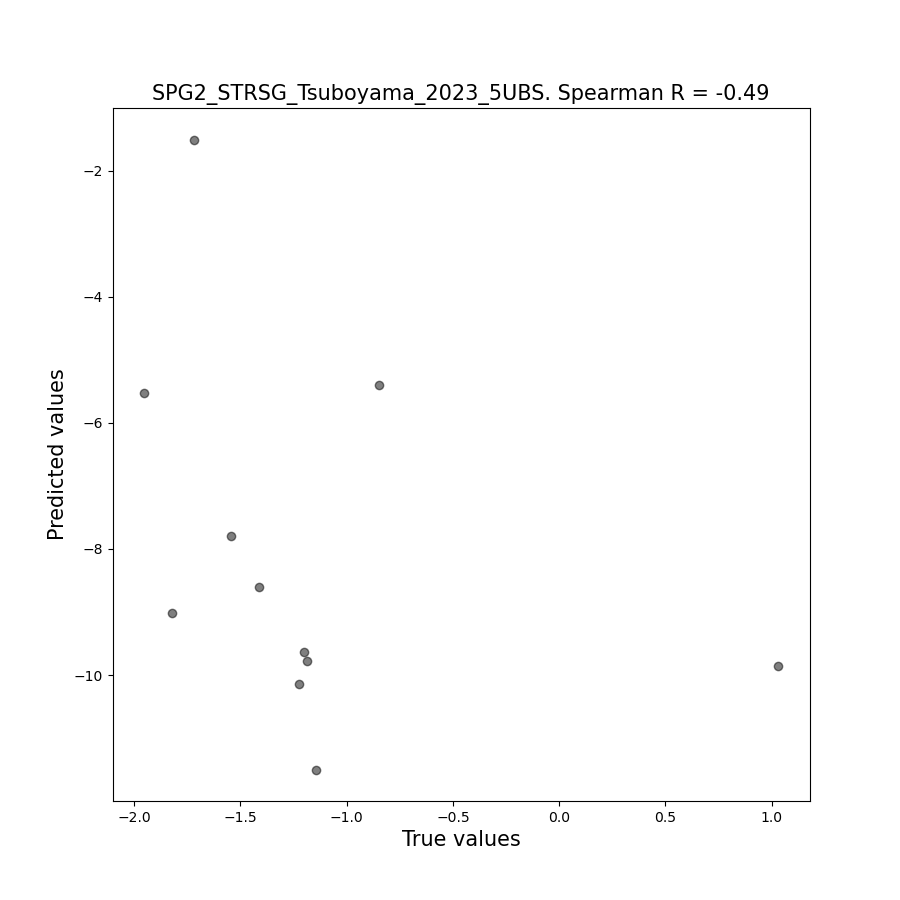 SPG2_STRSG_Tsuboyama_2023_5UBS. Spearman R = -0.49
Predicted values
−2
−4
−6
−8
−10
−2.0 −1.5 −1.0 −0.5 0.0 0.5 1.0
True values